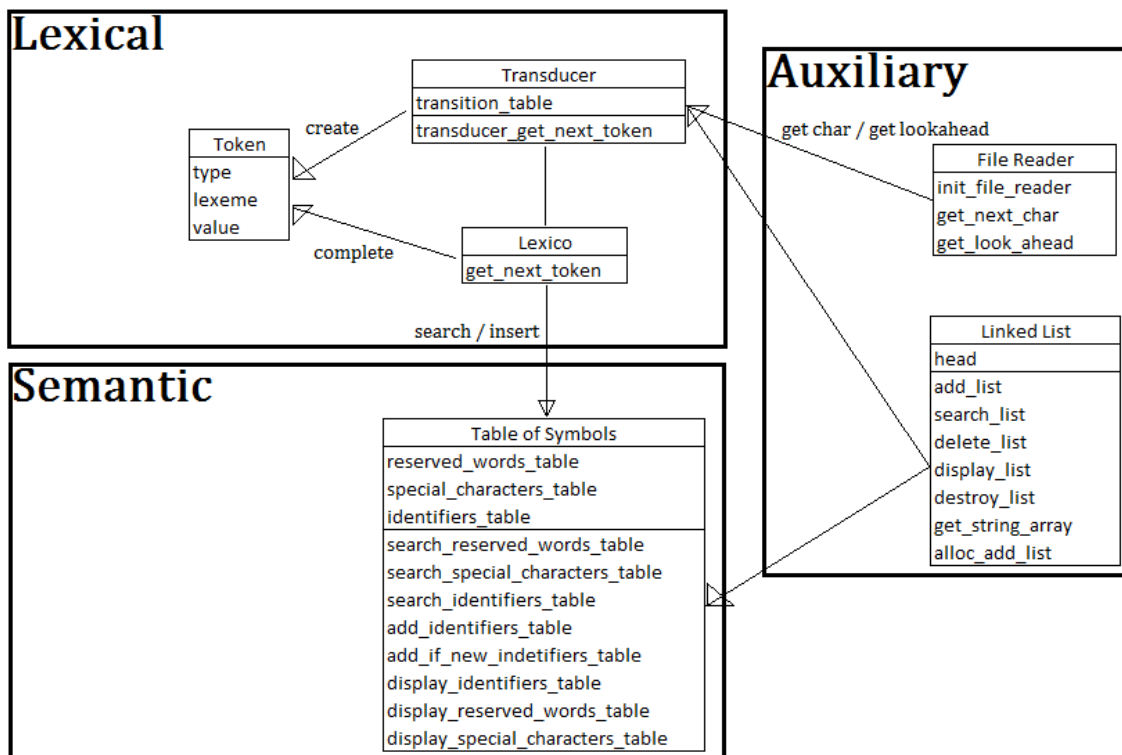 Lexical
Transducer
transition_table
transducer_get_next_token
create
Token
type
lexeme
value
complete
Lexico
get_next_token
search / insert
Auxiliary
get char / get lookahead
File Reader
init_file_reader
get_next_char
get_look_ahead
Linked List
head
add_list
search_list
delete_list
display_list
destroy_list
get_string_array
alloc_add_list
Semantic
Table of Symbols
reserved_words_table
special_characters_table
identifiers_table
search_reserved_words_table
search_special_characters_table
search_identifiers_table
add_identifiers_table
add_if_new_indetifiers_table
display_identifiers_table
display_reserved_words_table
display_special_characters_table